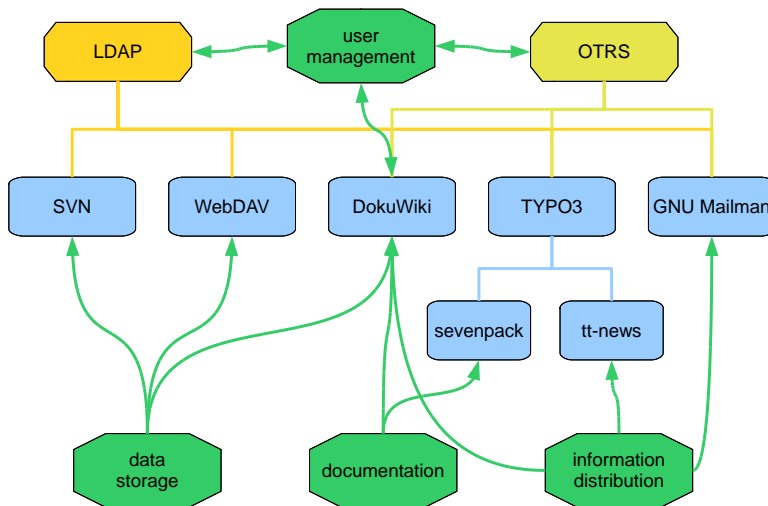 LDAP
user
management
OTRS
SVN
WebDAV
DokuWiki
TYPO3
GNU Mailman
sevenpack
tt-news
data
storage
documentation
information
distribution